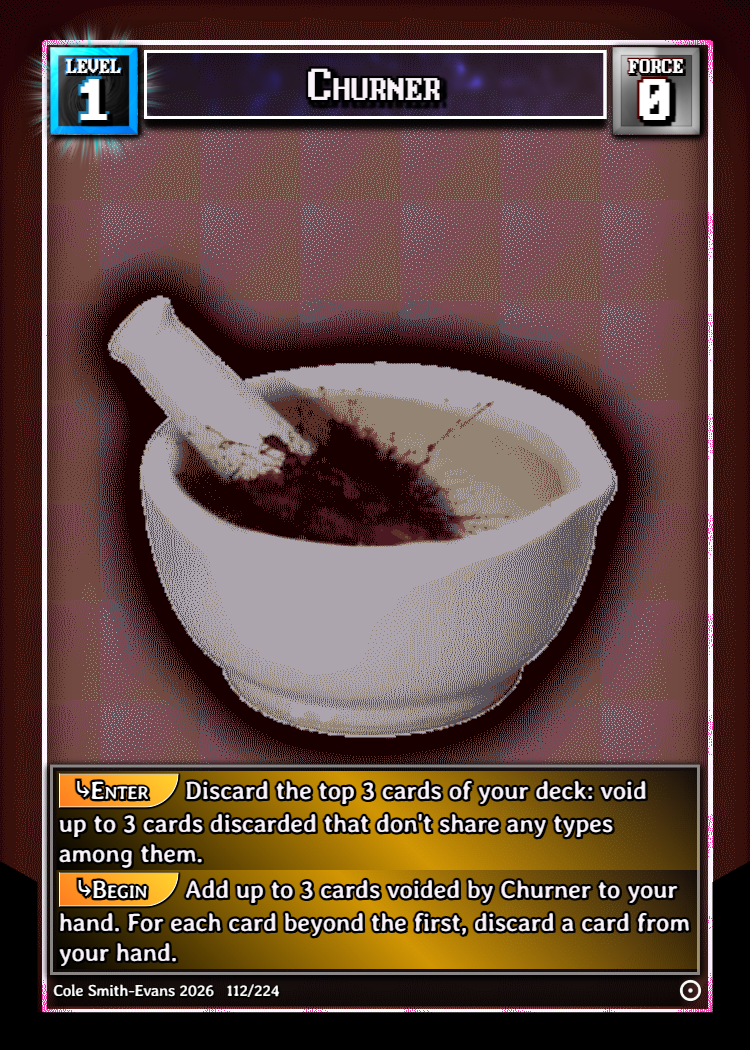 LEVEL
1
CHURNER
FORCE
0
↳ENTER Discard the top 3 cards of your deck: void
up to 3 cards discarded that don't share any types
among them.
↳BEGIN Add up to 3 cards voided by Churner to your
hand. For each card beyond the first, discard a card from
your hand.
Cole Smith-Evans 2026 112/224